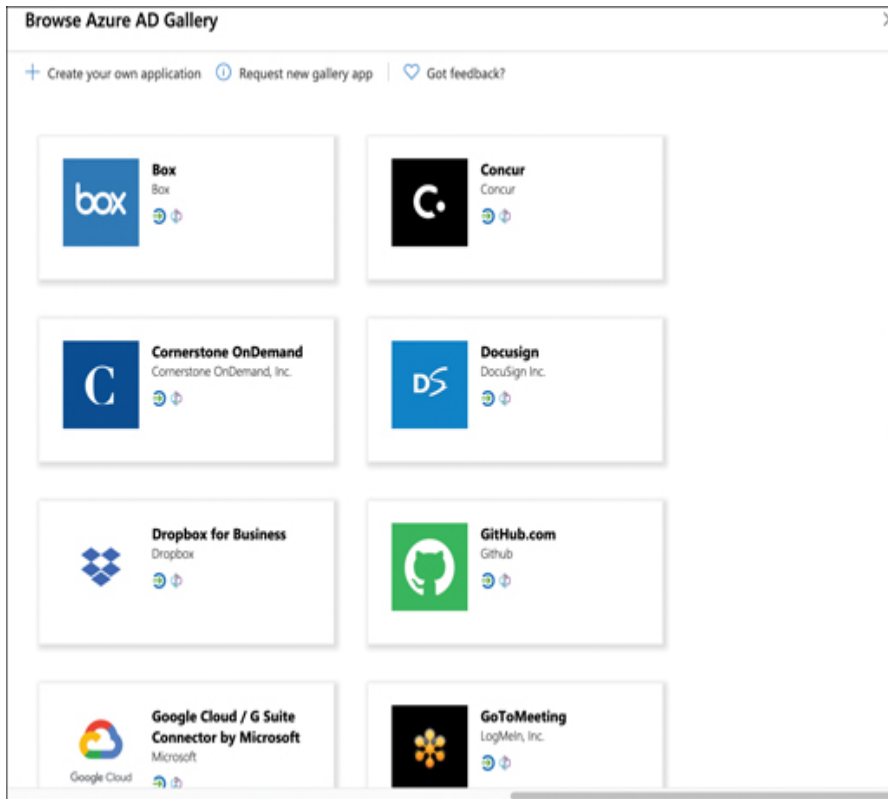 Browse Azure AD Gallery
Create your own application Request new gallery app Got feedback?
box
Box
Box
C.
Concur
Concur
C
Cornerstone OnDemand
Cornerstone OnDemand, Inc.
DS
Docusign
DocuSign Inc.
Dropbox for Business
Dropbox
GitHub.com
Github
Google Cloud
Google Cloud / G Suite
Connector by Microsoft
Microsoft
GoToMeeting
LogMeIn, Inc.